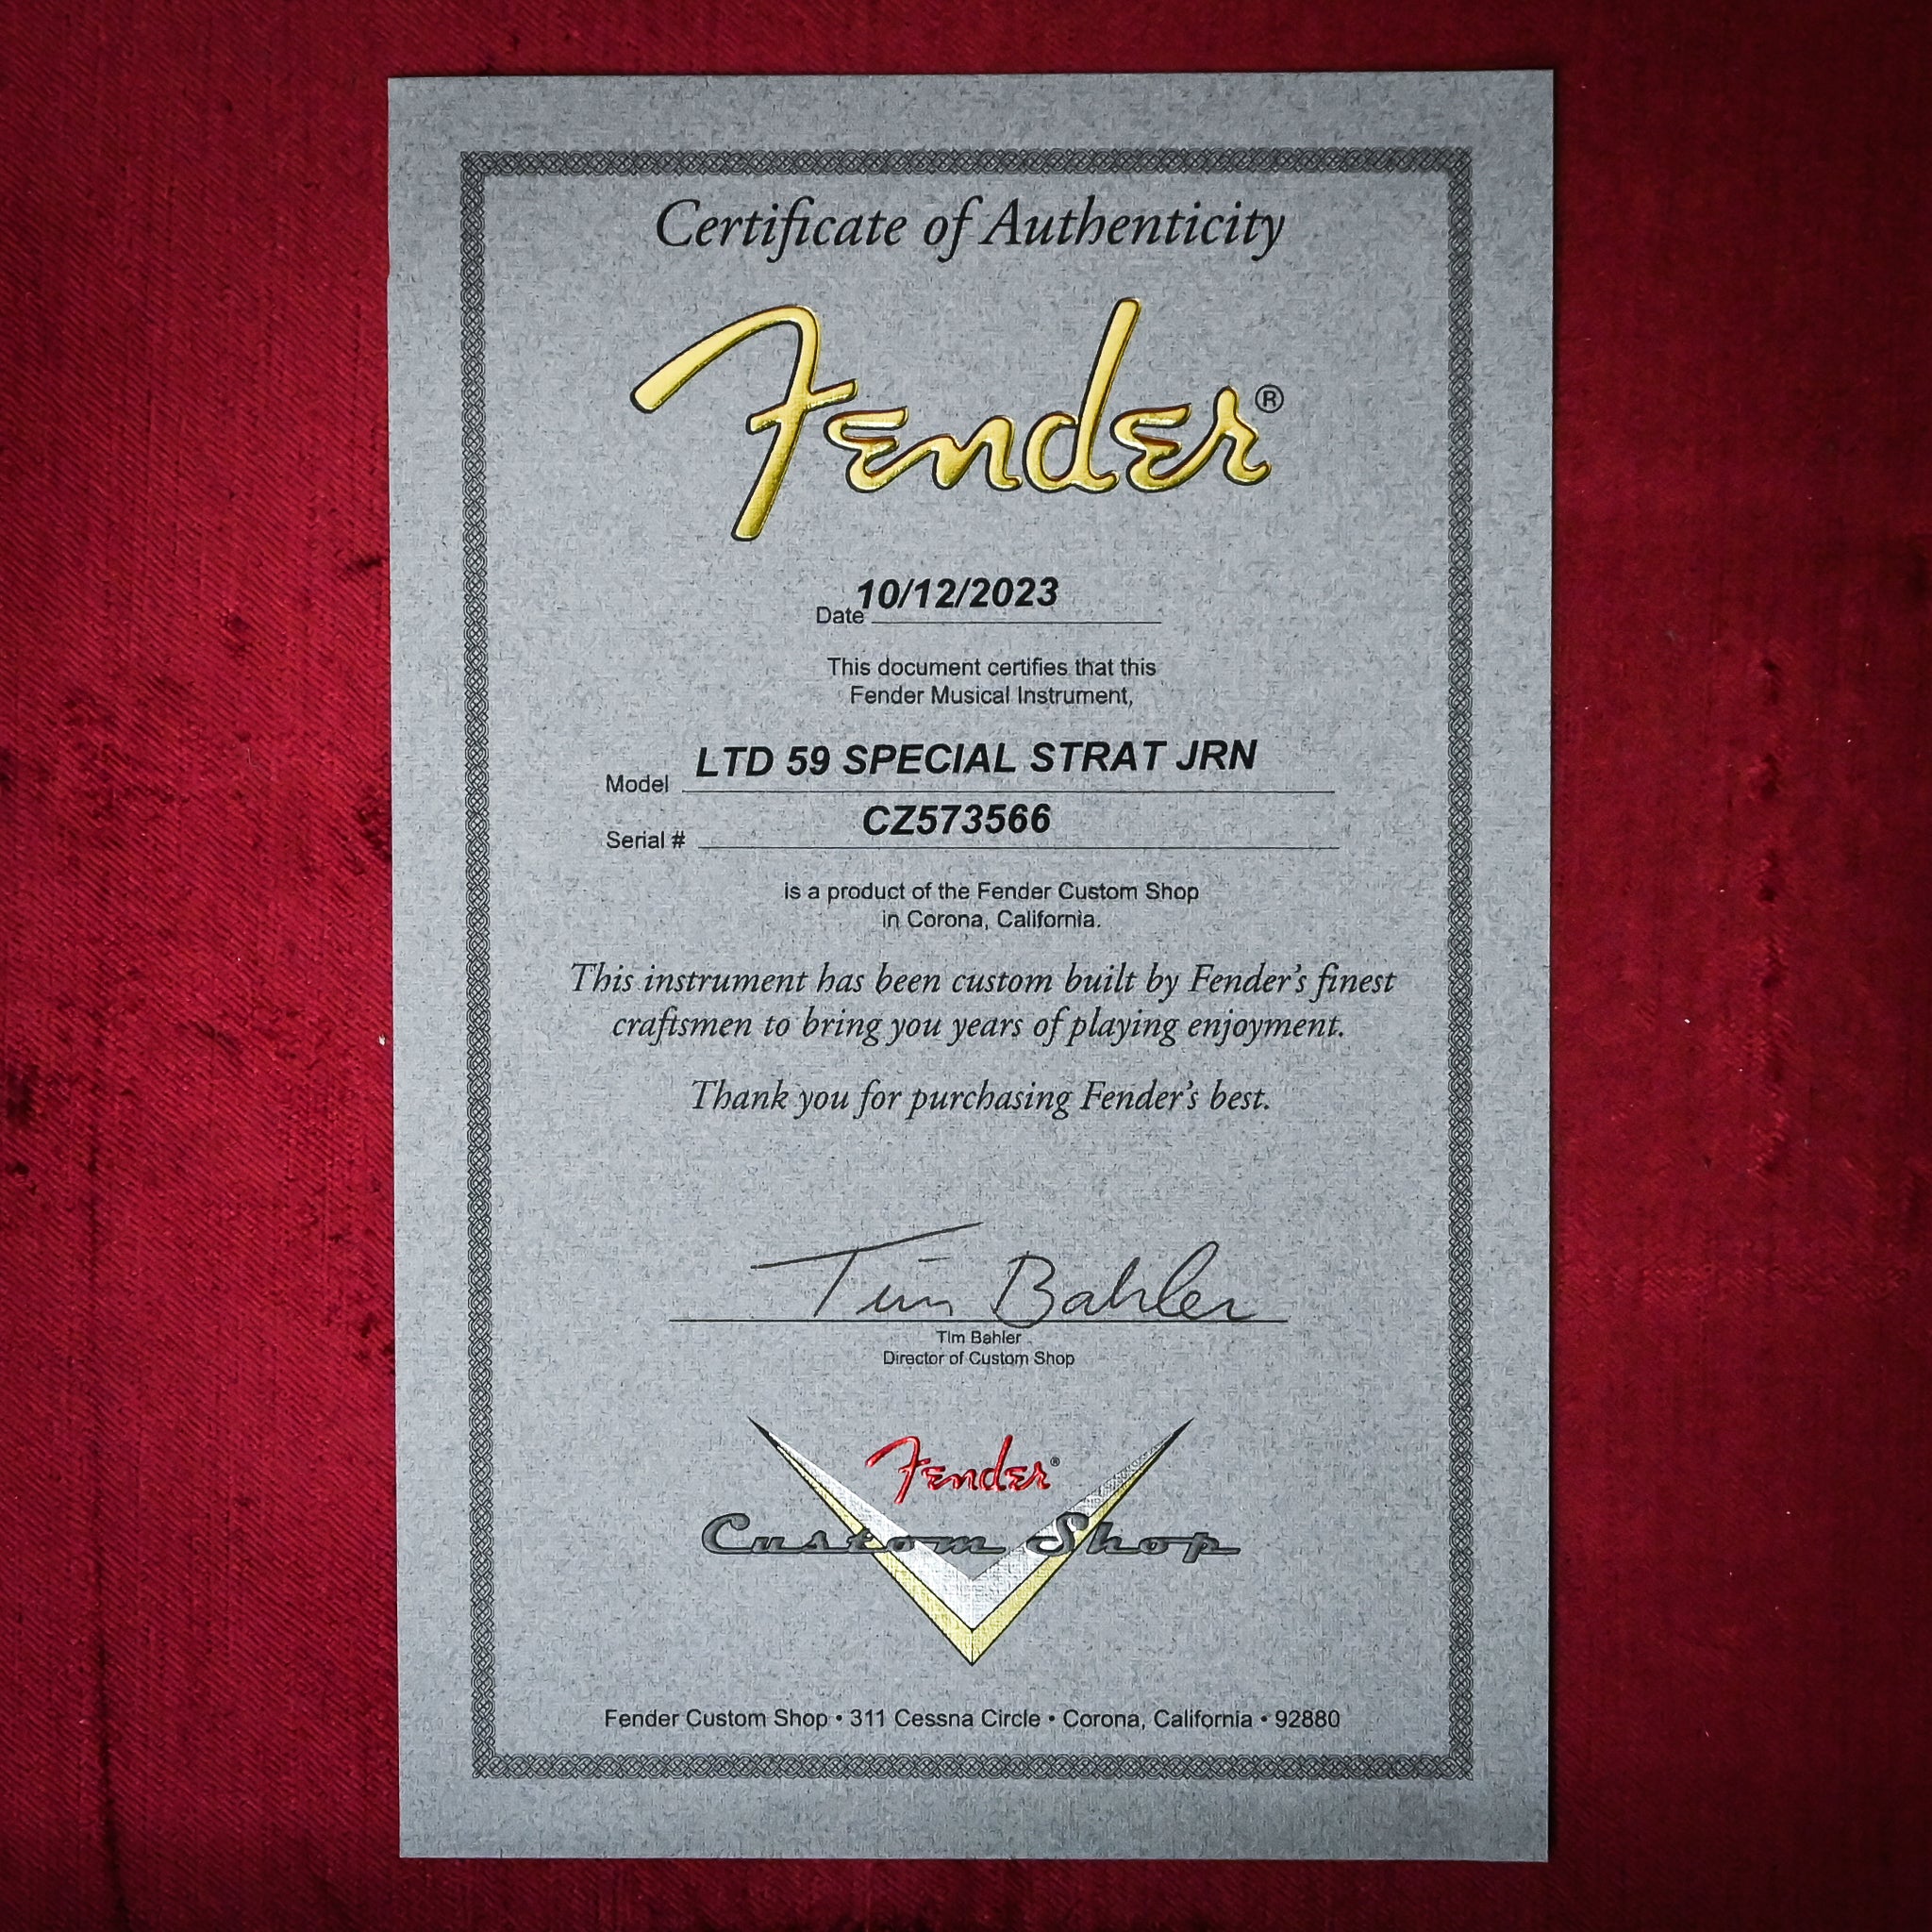 Certificate of Authenticity
Fender®
Date 10/12/2023
This document certifies that this
Fender Musical Instrument,
Model LTD 59 SPECIAL STRAT JRN
Serial # CZ573566
is a product of the Fender Custom Shop
in Corona, California.
This instrument has been custom built by Fender's finest
craftsmen to bring you years of playing enjoyment.
Thank you for purchasing Fender's best.
Tim Bahler
Tim Bahler
Director of Custom Shop
Fender®
Custom Shop
Fender Custom Shop • 311 Cessna Circle • Corona, California • 92880